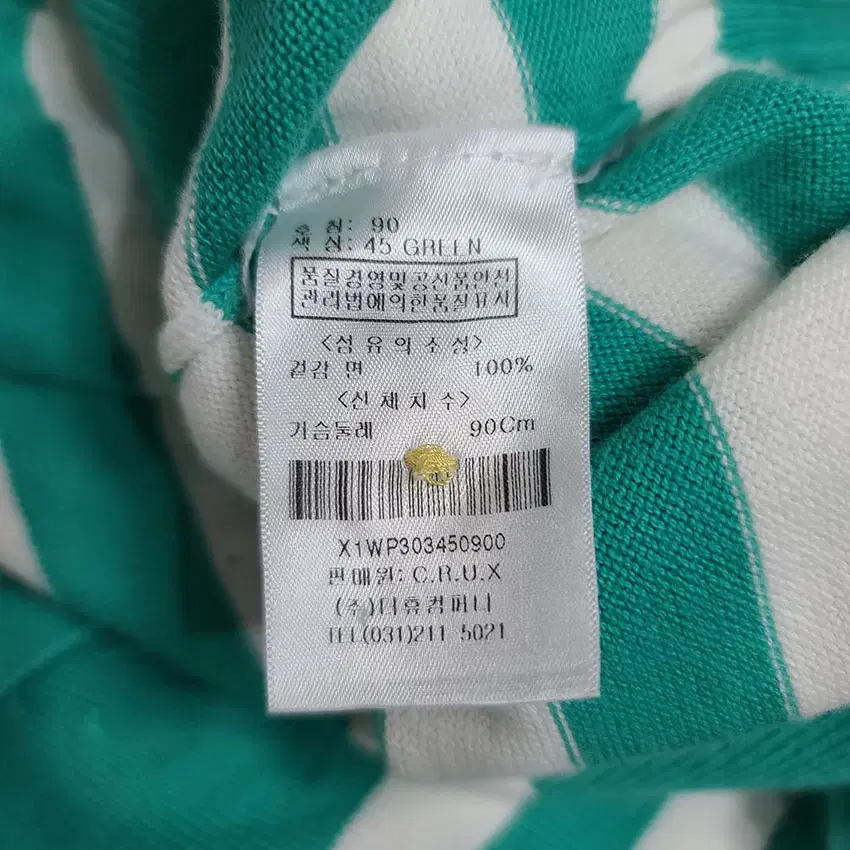 호 칭: 90
색 상: 45 GREEN
품질경영및공산품안전
관리법에의한품질표시
<섬유의조성>
겉감 면 100%
<신체치수>
가슴둘레 90Cm
X1WP303450900
판매원: C.R.U.X
(주)더휴컴퍼니
TEL(031)211 5021